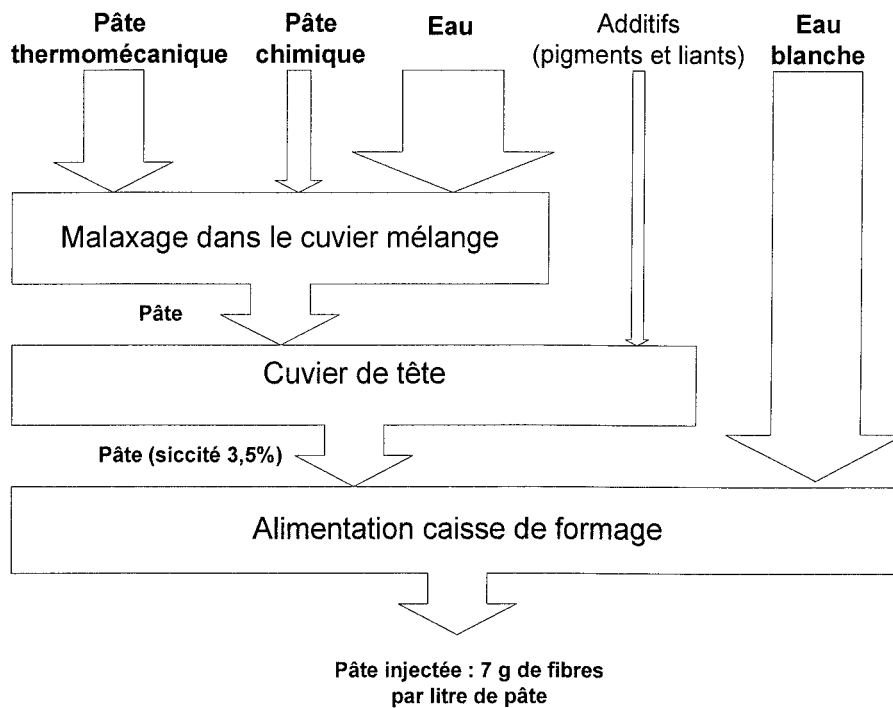 Pâte
thermomécanique
Pâte
chimique
Eau
Additifs
(pigments et liants)
Eau
blanche
Malaxage dans le cuvier mélange
Pâte
Cuvier de tête
Pâte (siccité 3,5%)
Alimentation caisse de formage
Pâte injectée : 7 g de fibres
par litre de pâte